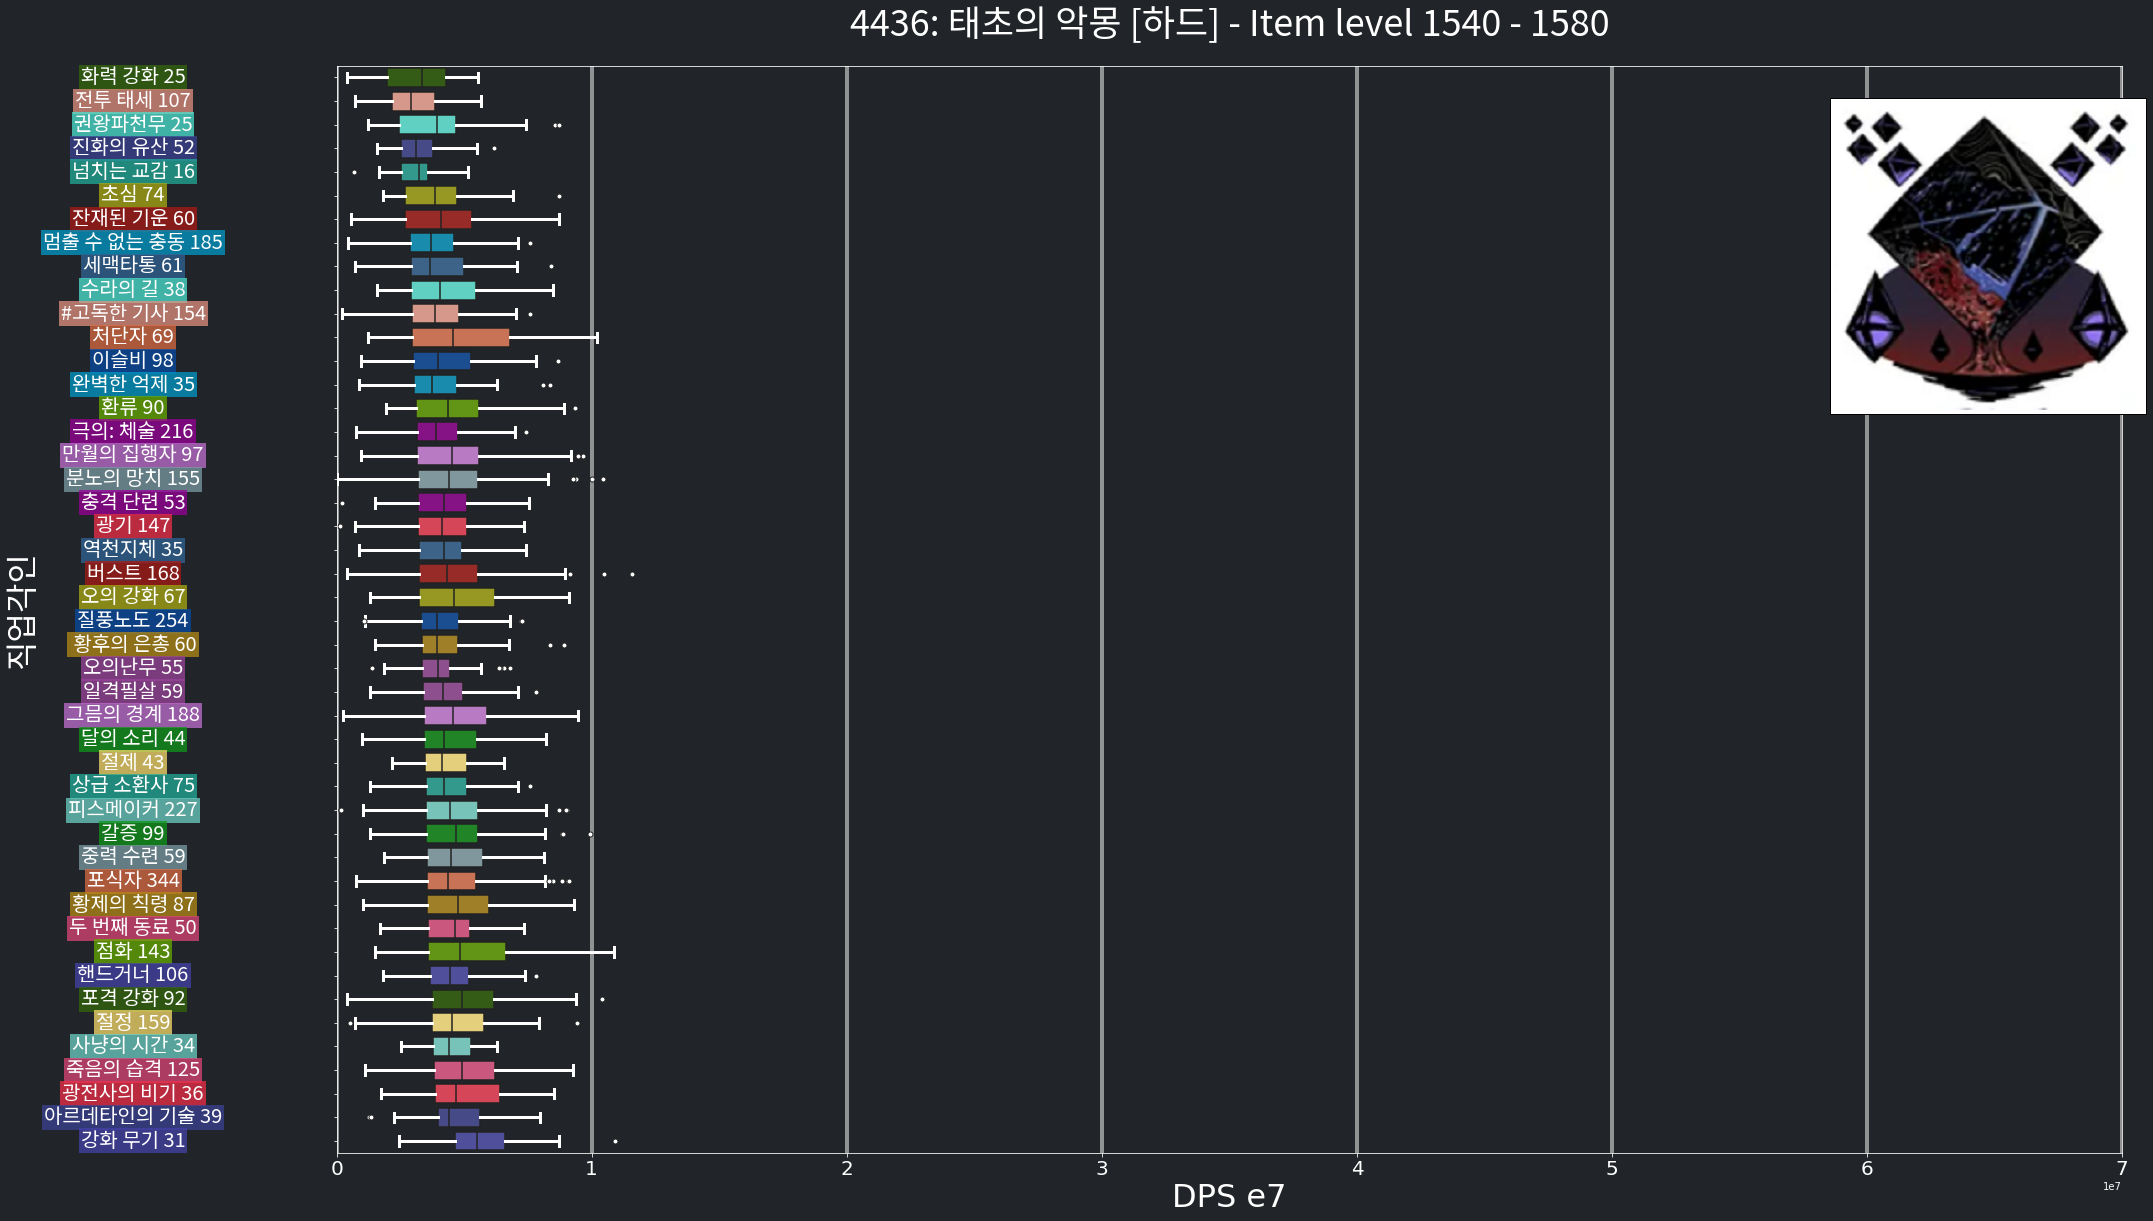 4436: 태초의 악몽 [하드] - Item level 1540 - 1580
화력 강화 25
전투 태세 107
권왕파천무 25
진화의 유산 52
넘치는 교감 16
초심 74
잔재된 기운 60
멈출 수 없는 충동 185
세맥타통 61
수라의 길 38
#고독한 기사 154
처단자 69
이슬비 98
완벽한 억제 35
환류 90
극의: 체술 216
만월의 집행자 97
분노의 망치 155
충격 단련 53
광기 147
역천지체 35
버스트 168
오의 강화 67
질풍노도 254
황후의 은총 60
오의난무 55
일격필살 59
그믐의 경계 188
달의 소리 44
절제 43
상급 소환사 75
피스메이커 227
갈증 99
중력 수련 59
포식자 344
황제의 칙령 87
두 번째 동료 50
점화 143
핸드거너 106
포격 강화 92
절정 159
사냥의 시간 34
죽음의 습격 125
광전사의 비기 36
아르데타인의 기술 39
강화 무기 31
직업각인
0 1 2 3 4 5 6 7
1e7
DPS e7